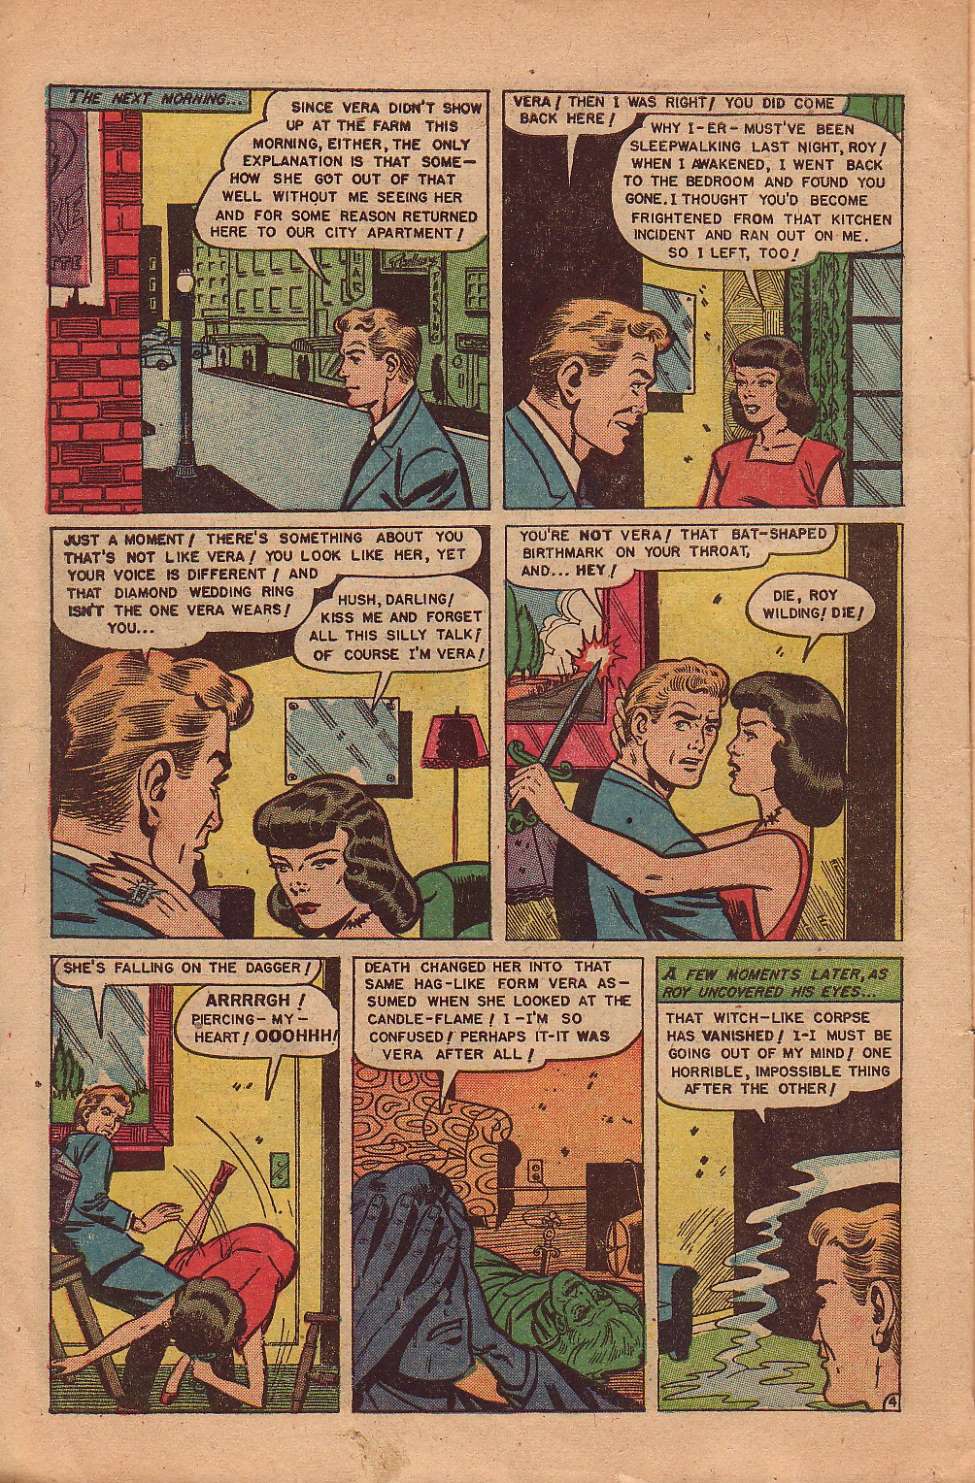 THE NEXT MORNING...
SINCE VERA DIDN'T SHOW
UP AT THE FARM THIS
MORNING, EITHER, THE ONLY
EXPLANATION IS THAT SOME-
HOW SHE GOT OUT OF THAT
WELL WITHOUT ME SEEING HER
AND FOR SOME REASON RETURNED
HERE TO OUR CITY APARTMENT!
PARKING
BAR
VERA! THEN I WAS RIGHT! YOU DID COME
BACK HERE!
WHY I-ER- MUST'VE BEEN
SLEEPWALKING LAST NIGHT, ROY!
WHEN I AWAKENED, I WENT BACK
TO THE BEDROOM AND FOUND YOU
GONE. I THOUGHT YOU'D BECOME
FRIGHTENED FROM THAT KITCHEN
INCIDENT AND RAN OUT ON ME.
SO I LEFT, TOO!
JUST A MOMENT! THERE'S SOMETHING ABOUT YOU
THAT'S NOT LIKE VERA! YOU LOOK LIKE HER, YET
YOUR VOICE IS DIFFERENT! AND
THAT DIAMOND WEDDING RING
ISN'T THE ONE VERA WEARS!
YOU...
HUSH, DARLING!
KISS ME AND FORGET
ALL THIS SILLY TALK!
OF COURSE I'M VERA!
YOU'RE NOT VERA! THAT BAT-SHAPED
BIRTHMARK ON YOUR THROAT,
AND... HEY!
DIE, ROY
WILDING! DIE!
SHE'S FALLING ON THE DAGGER!
ARRRRGH!
PIERCING-MY-
HEART! OOOHHH!
DEATH CHANGED HER INTO THAT
SAME HAG-LIKE FORM VERA AS-
SUMED WHEN SHE LOOKED AT THE
CANDLE-FLAME! I-I'M SO
CONFUSED! PERHAPS IT-IT WAS
VERA AFTER ALL!
A FEW MOMENTS LATER, AS
ROY UNCOVERED HIS EYES...
THAT WITCH-LIKE CORPSE
HAS VANISHED! I-I MUST BE
GOING OUT OF MY MIND! ONE
HORRIBLE, IMPOSSIBLE THING
AFTER THE OTHER!
4